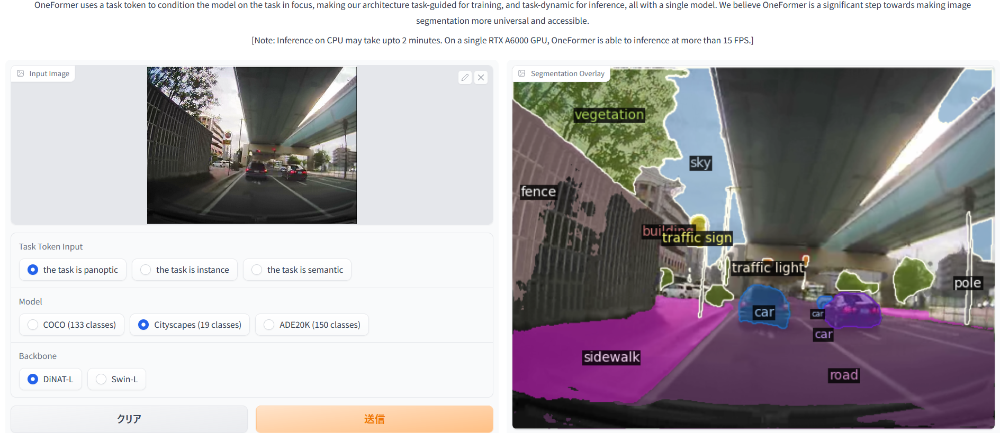 OneFormer uses a task token to condition the model on the task in focus, making our architecture task-guided for training, and task-dynamic for inference, all with a single model. We believe OneFormer is a significant step towards making image
segmentation more universal and accessible.
[Note: Inference on CPU may take upto 2 minutes. On a single RTX A6000 GPU, OneFormer is able to inference at more than 15 FPS.]
Input Image
Task Token Input
the task is panoptic
the task is instance
the task is semantic
Model
COCO (133 classes)
Cityscapes (19 classes)
ADE20K (150 classes)
Backbone
DiNAT-L
Swin-L
クリア
送信
Segmentation Overlay
vegetation
sky
fence
building
traffic sign
traffic light
pole
car
car
car
sidewalk
road